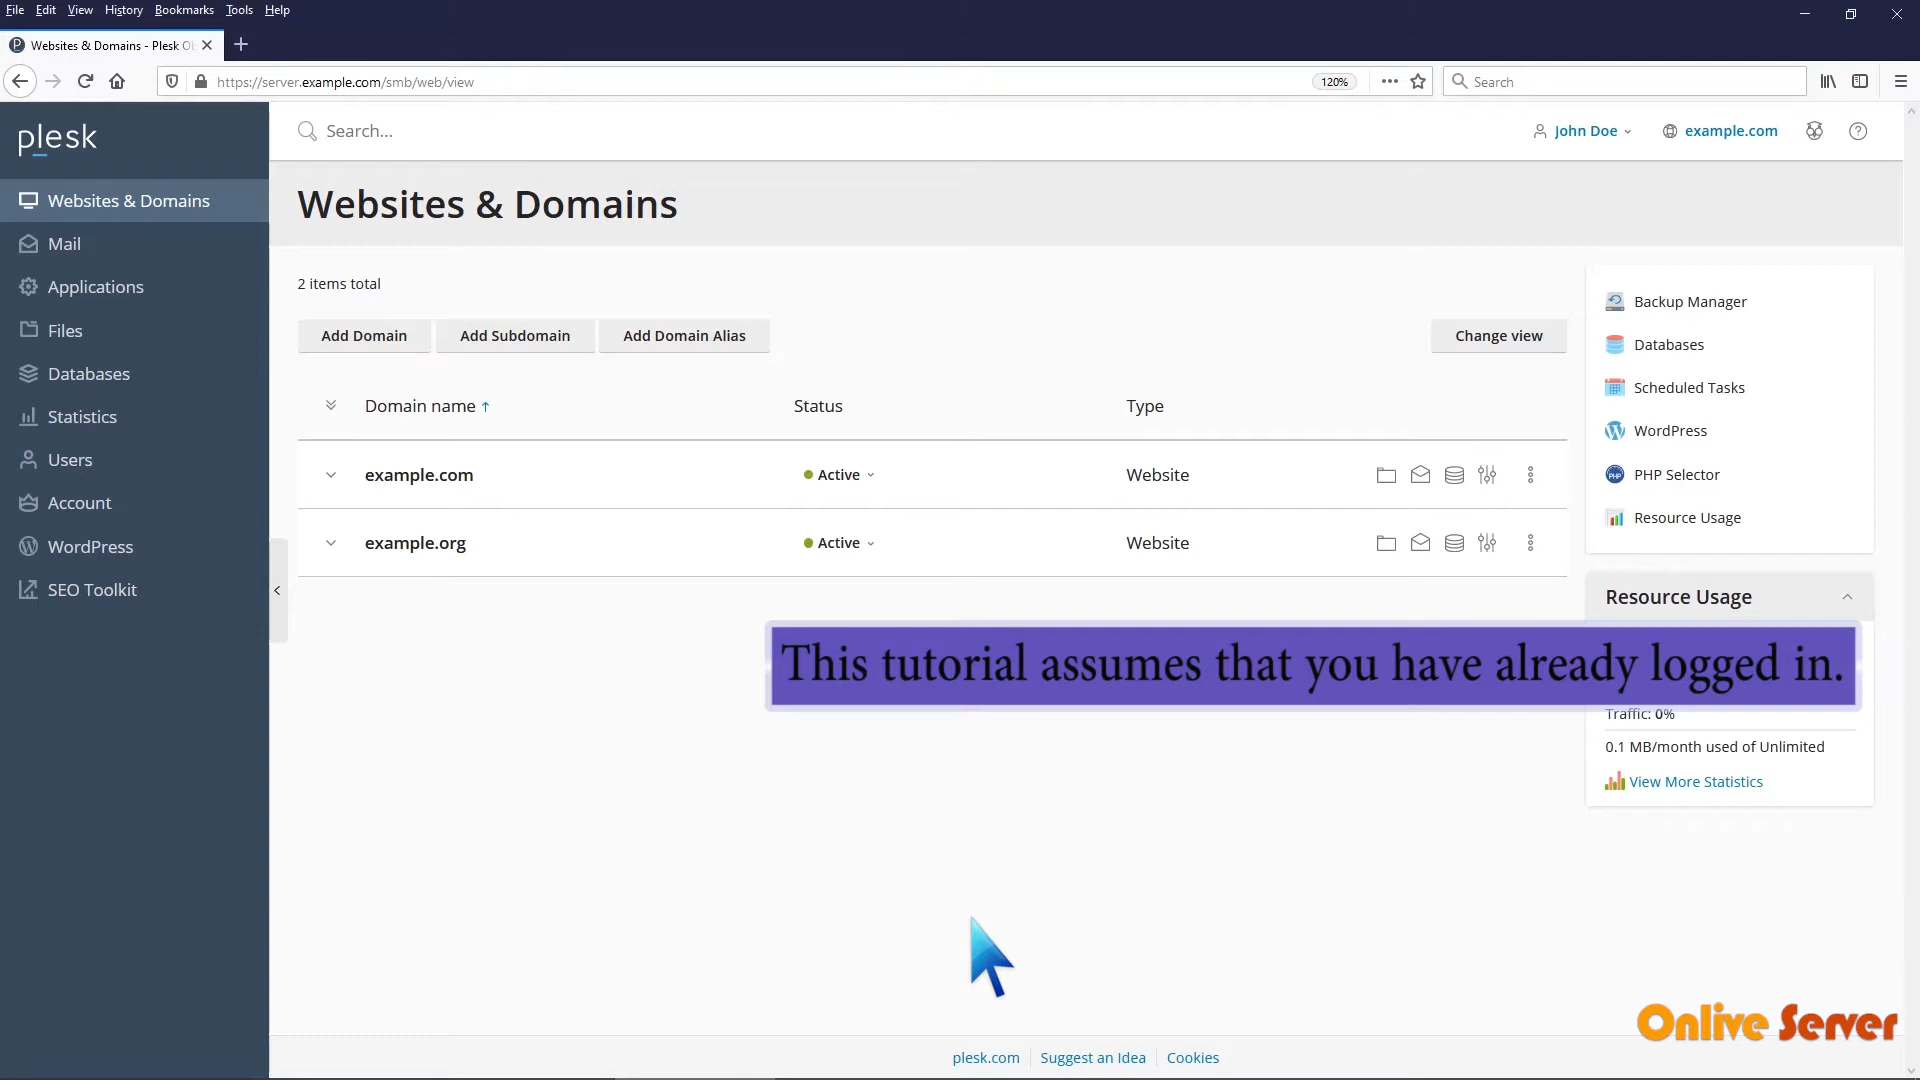 File Edit View History Bookmarks Tools Help
Websites & Domains - Plesk Ob
https://server.example.com/smb/web/view
120%
Search
plesk
Search...
John Doe
example.com
Websites & Domains
Mail
Applications
Files
Databases
Statistics
Users
Account
WordPress
SEO Toolkit
Websites & Domains
2 items total
Add Domain Add Subdomain Add Domain Alias Change view
Domain name Status Type
example.com Active Website
example.org Active Website
Backup Manager
Databases
Scheduled Tasks
WordPress
PHP Selector
Resource Usage
Resource Usage
This tutorial assumes that you have already logged in.
Traffic: 0%
0.1 MB/month used of Unlimited
View More Statistics
Onlive Server
plesk.com Suggest an Idea Cookies